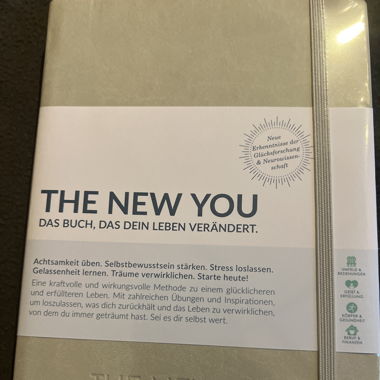 Neue
Erkenntnisse der
Glücksforschung
& Neurowissen-
schaft
THE NEW YOU
DAS BUCH, DAS DEIN LEBEN VERÄNDERT.
Achtsamkeit üben. Selbstbewusstsein stärken. Stress loslassen.
Gelassenheit lernen. Träume verwirklichen. Starte heute!
Eine kraftvolle und wirkungsvolle Methode zu einem glücklicheren
und erfüllteren Leben. Mit zahlreichen Übungen und Inspirationen,
um loszulassen, was dich zurückhält und das Leben zu verwirklichen,
von dem du immer geträumt hast. Sei es dir selbst wert.
UMFELD &
BEZIEHUNGEN
GEIST &
ERFÜLLUNG
KÖRPER &
GESUNDHEIT
BERUF &
FINANZEN